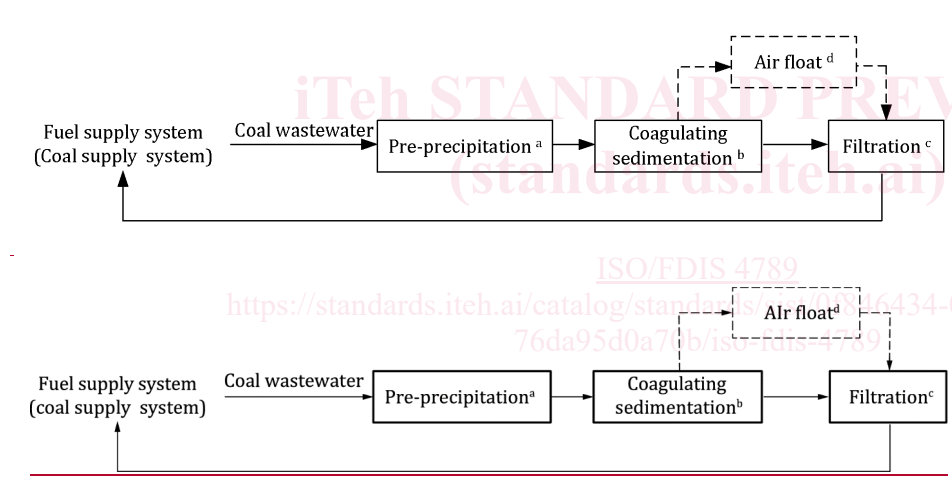 iTeh STANDARD PREV
(standards.iteh.ai)
Air float d
Fuel supply system
(Coal supply system)
Coal wastewater
Pre-precipitation a
Coagulating
sedimentation b
Filtration c
ISO/FDIS 4789
https://standards.iteh.ai/catalog/standards/sist/0f846434-
76da95d0a70b/iso-fdis-4789
AIr floatd
Fuel supply system
(coal supply system)
Coal wastewater
Pre-precipitationa
Coagulating
sedimentationb
Filtrationc